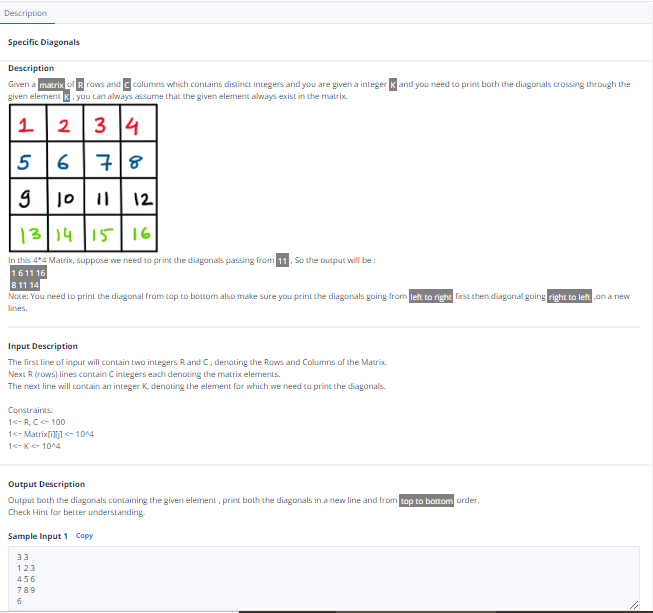 Description
Specific Diagonals
Description
Given a matrix of R rows and C columns which contains distinct integers and you are given a integer K and you need to print both the diagonals crossing through the
given element K , you can always assume that the given element always exist in the matrix.
1 2 3 4
5 6 7 8
9 10 11 12
13 14 15 16
In this 4*4 Matrix, suppose we need to print the diagonals passing from 11 . So the output will be :
1 6 11 16
8 11 14
Note: You need to print the diagonal from top to bottom also make sure you print the diagonals going from left to right first then diagonal going right to left ,on a new
lines.
Input Description
The first line of input will contain two integers R and C , denoting the Rows and Columns of the Matrix.
Next R (rows) lines contain C integers each denoting the matrix elements.
The next line will contain an integer K, denoting the element for which we need to print the diagonals.
Constraints:
1<= R, C <= 100
1<= Matrix[i][j] <= 10^4
1<= K <= 10^4
Output Description
Output both the diagonals containing the given element , print both the diagonals in a new line and from top to bottom order.
Check Hint for better understanding.
Sample Input 1 Copy
3 3
1 2 3
4 5 6
7 8 9
6